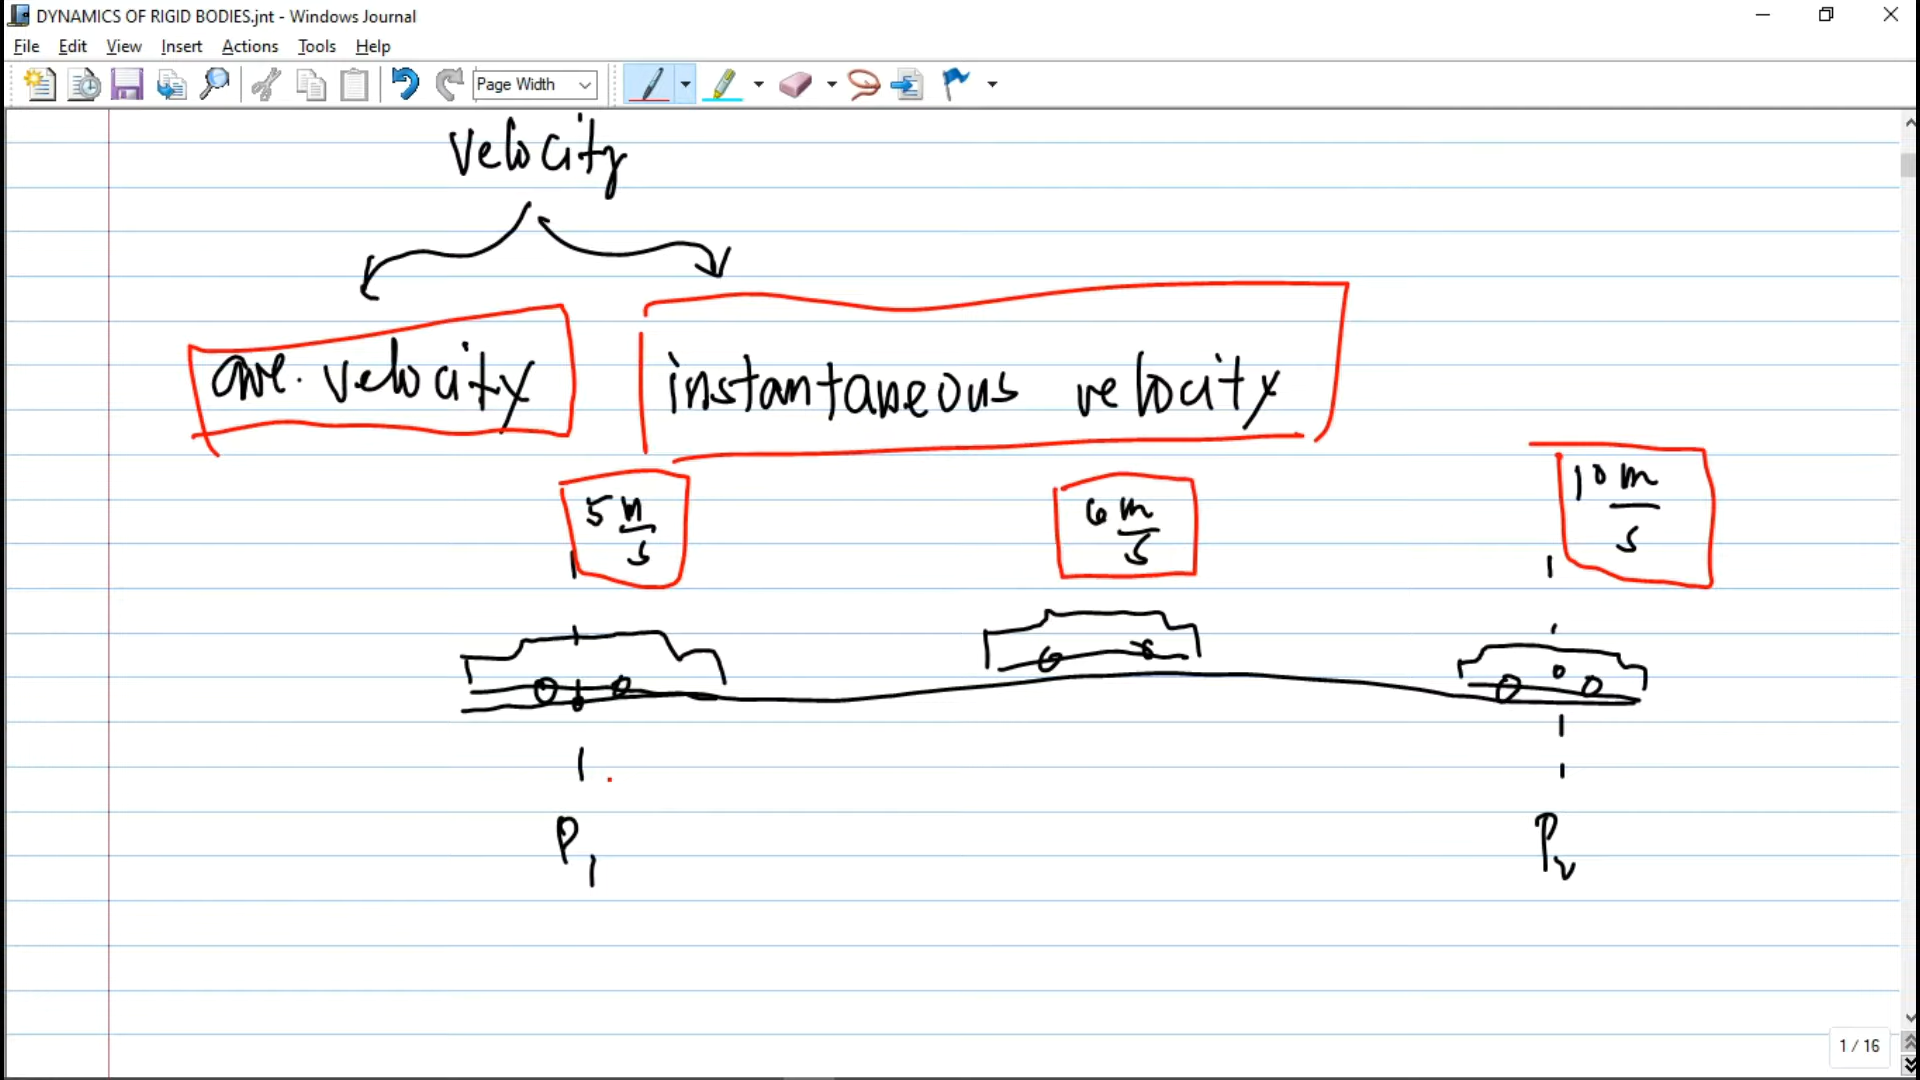 DYNAMICS OF RIGID BODIES.jnt - Windows Journal
File Edit View Insert Actions Tools Help
Page Width
velocity
ave. velocity
instantaneous velocity
5 m/s
6 m/s
10 m/s
P1
P2
1 / 16